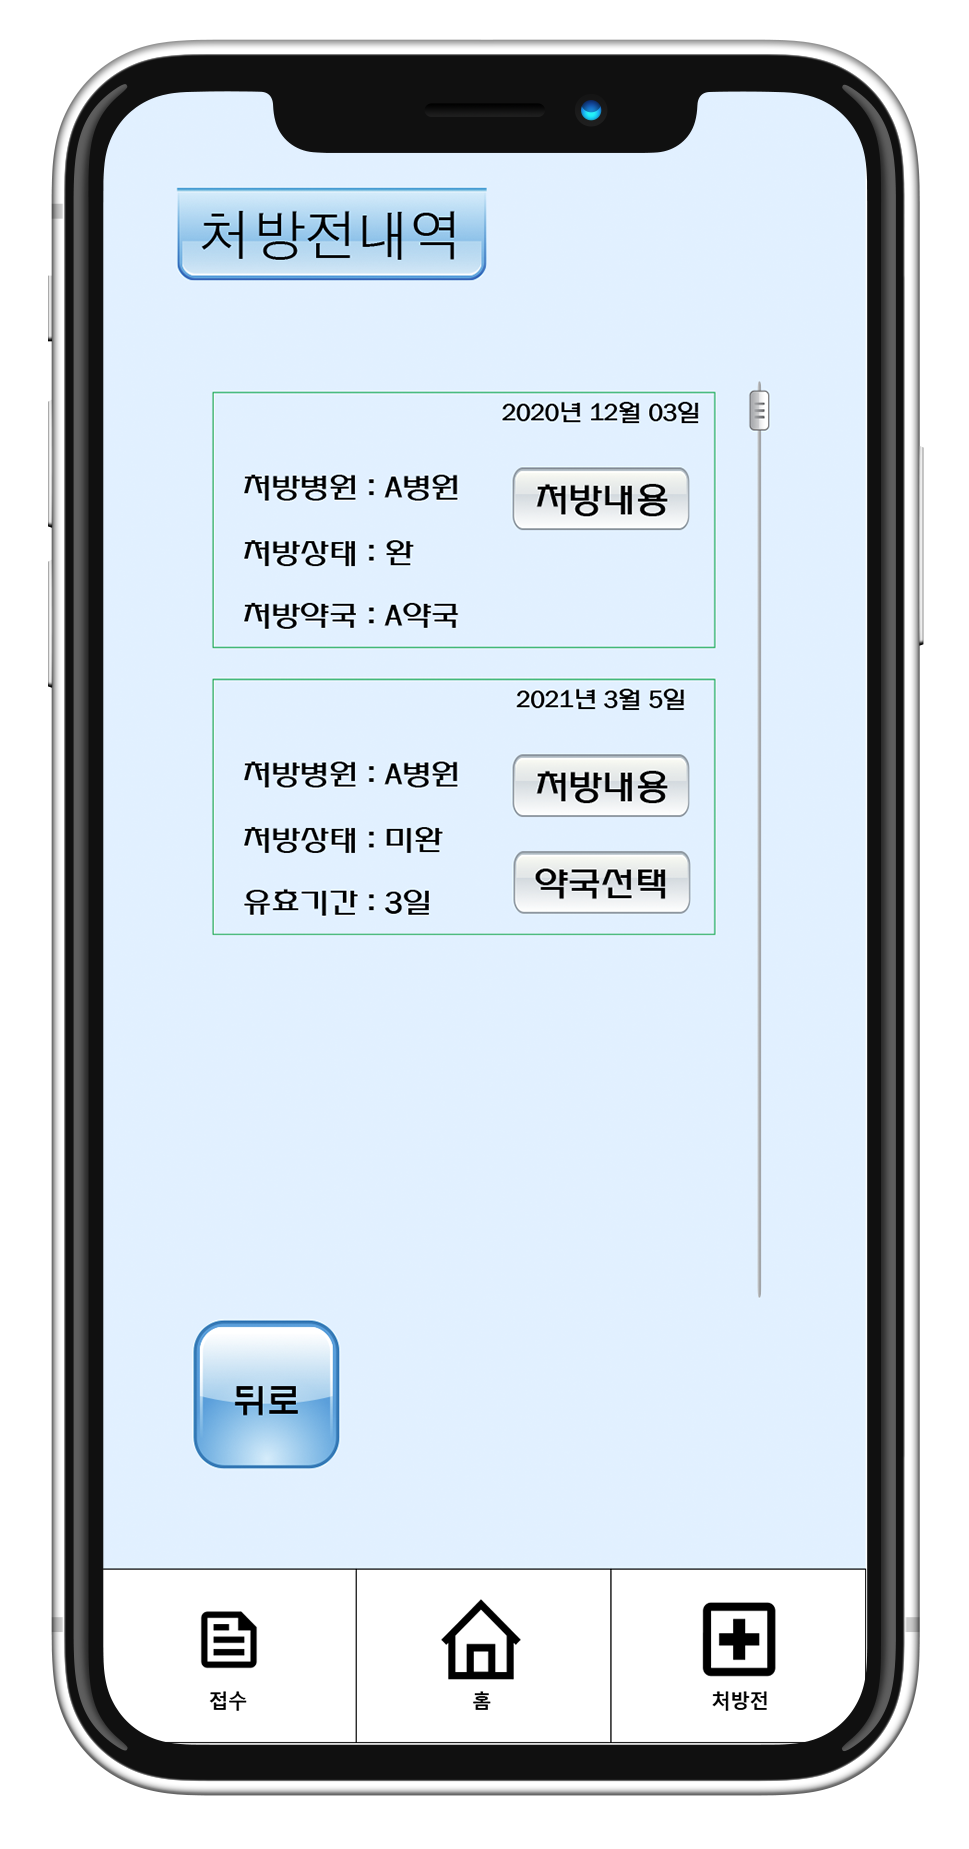 처방전내역
2020년 12월 03일
처방병원 : A병원
처방내용
처방상태 : 완
처방약국 : A약국
2021년 3월 5일
처방병원 : A병원
처방내용
처방상태 : 미완
약국선택
유효기간 : 3일
뒤로
접수
홈
처방전